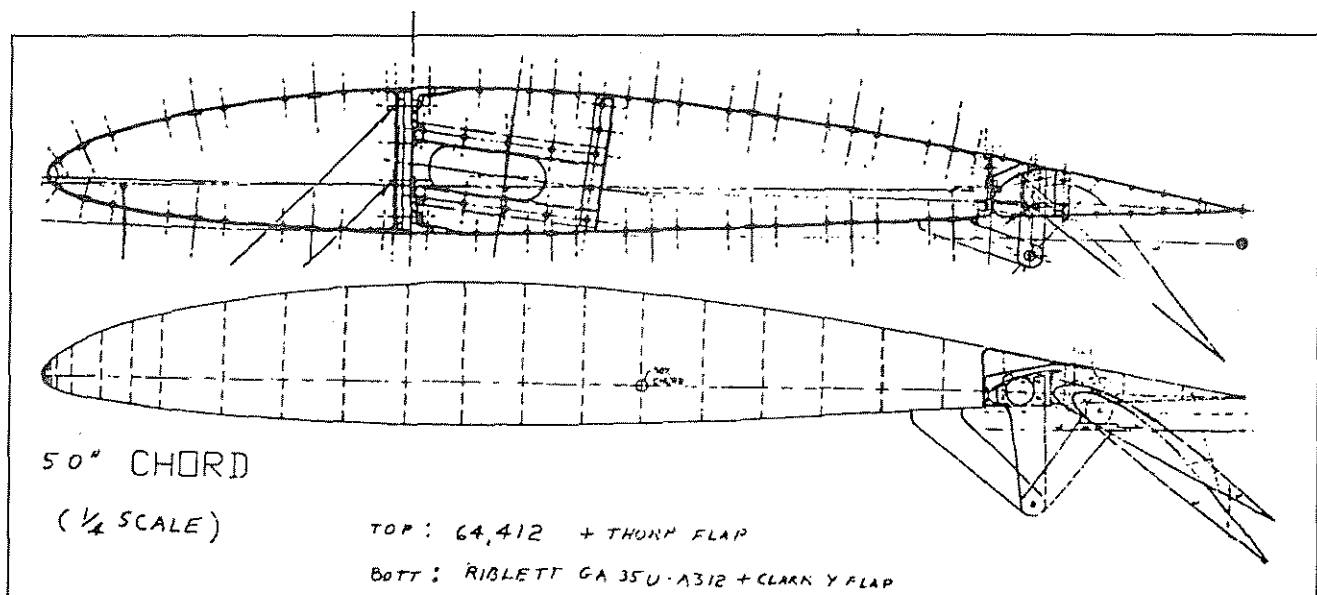 50" CHORD
(1/4 SCALE)
TOP: 64,412 + THORP FLAP
BOTT: RIBLETT GA 35U-A312 + CLARK Y FLAP